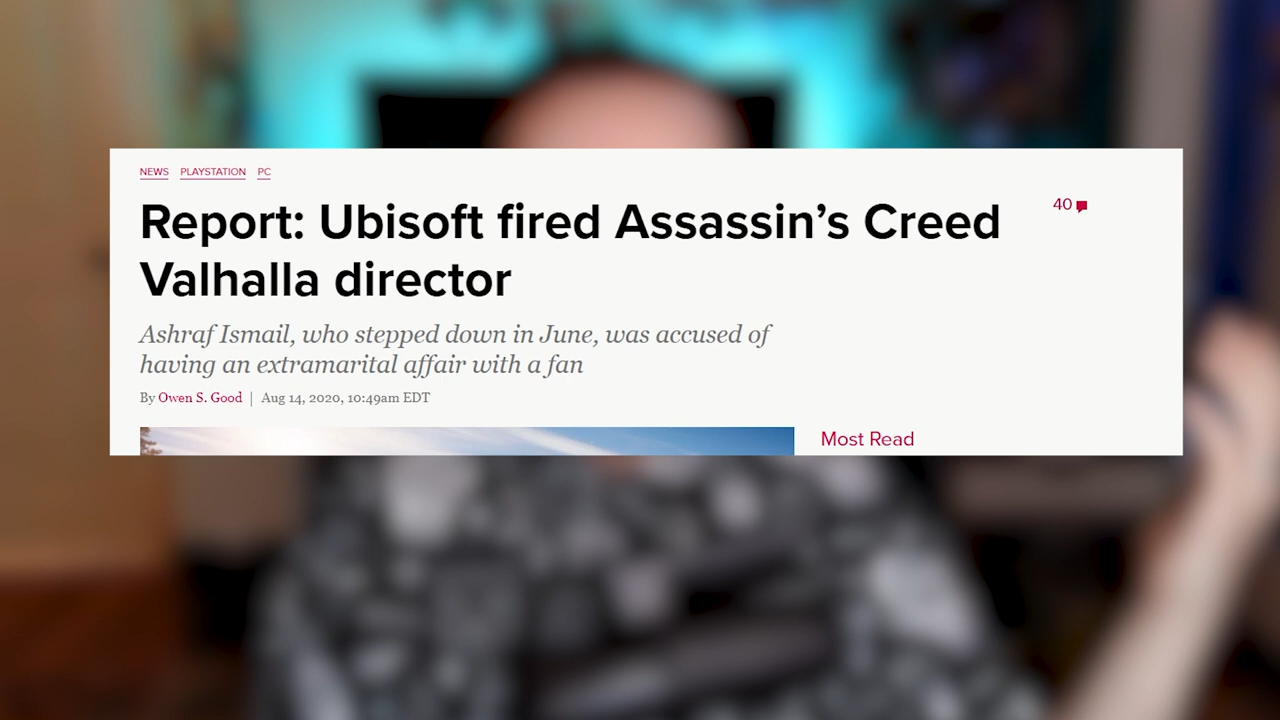 NEWS PLAYSTATION PC
Report: Ubisoft fired Assassin’s Creed
40
Valhalla director
Ashraf Ismail, who stepped down in June, was accused of
having an extramarital affair with a fan
By Owen S. Good | Aug 14, 2020, 10:49am EDT
Most Read